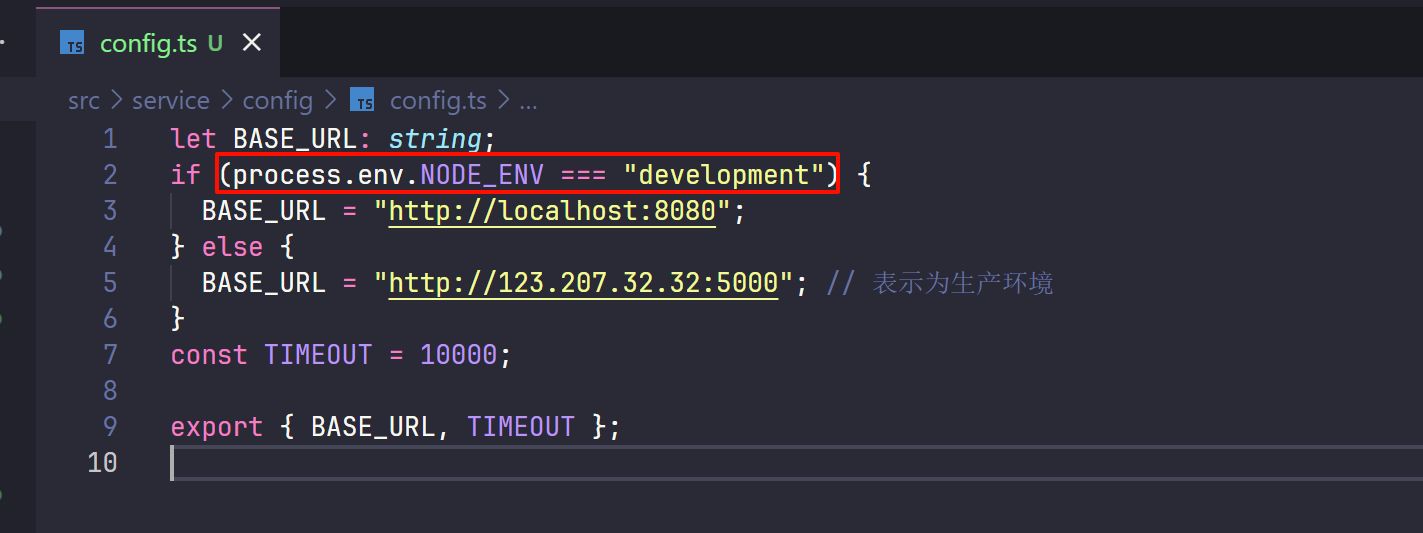 TS config.ts U ×
src > service > config > TS config.ts > ...
1 let BASE_URL: string;
2 if (process.env.NODE_ENV === "development") {
3 BASE_URL = "http://localhost:8080";
4 } else {
5 BASE_URL = "http://123.207.32.32:5000"; // 表示为生产环境
6 }
7 const TIMEOUT = 10000;
8
9 export { BASE_URL, TIMEOUT };
10